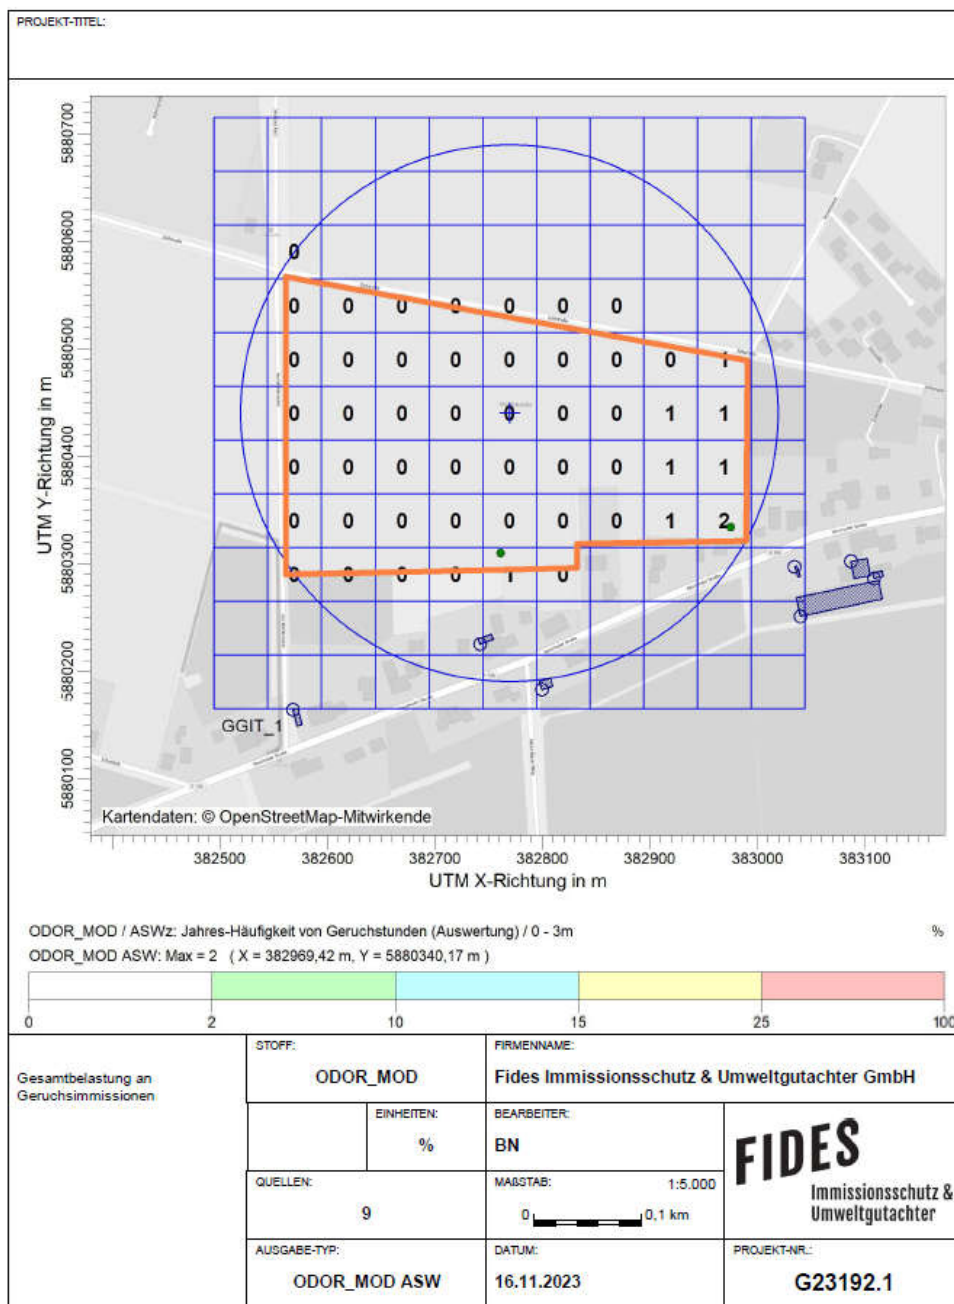 PROJEKT-TITEL:
5880700
5880600
5880500
5880400
5880300
5880200
5880100
UTM Y-Richtung in m
0
0 0 0 0 0 0 0
0 0 0 0 0 0 0 0 1
0 0 0 0 0 0 0 1 1
0 0 0 0 0 0 0 1 1
0 0 0 0 0 0 0 1 2
0 0 0 0 1 0
GGIT_1
Kartendaten: © OpenStreetMap-Mitwirkende
382500 382600 382700 382800 382900 383000 383100
UTM X-Richtung in m
ODOR_MOD / ASWz: Jahres-Häufigkeit von Geruchstunden (Auswertung) / 0 - 3m %
ODOR_MOD ASW: Max = 2 ( X = 382969,42 m, Y = 5880340,17 m )
0 2 10 15 25 100
Gesamtbelastung an
Geruchsimmissionen
STOFF:
ODOR_MOD
FIRMENNAME:
Fides Immissionsschutz & Umweltgutachter GmbH
EINHEITEN:
%
BEARBEITER:
BN
QUELLEN:
9
MAßSTAB: 1:5.000
0 0,1 km
FIDES
Immissionsschutz &
Umweltgutachter
AUSGABE-TYP:
ODOR_MOD ASW
DATUM:
16.11.2023
PROJEKT-NR.:
G23192.1